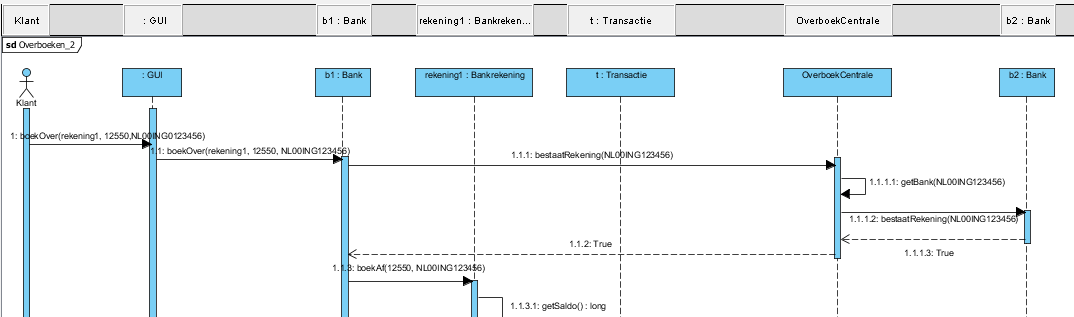 Klant
: GUI
b1 : Bank
rekening1 : Bankreken...
t : Transactie
OverboekCentrale
b2 : Bank
sd Overboeken_2
: GUI
b1 : Bank
rekening1 : Bankrekening
t : Transactie
OverboekCentrale
b2 : Bank
Klant
1: boekOver(rekening1, 12550,NL00ING0123456)
1.1: boekOver(rekening1, 12550, NL00ING123456)
1.1.1: bestaatRekening(NL00ING123456)
1.1.1.1: getBank(NL00ING123456)
1.1.1.2: bestaatRekening(NL00ING123456)
1.1.2: True
1.1.1.3: True
1.1.3: boekAf(12550, NL00ING123456)
1.1.3.1: getSaldo() : long